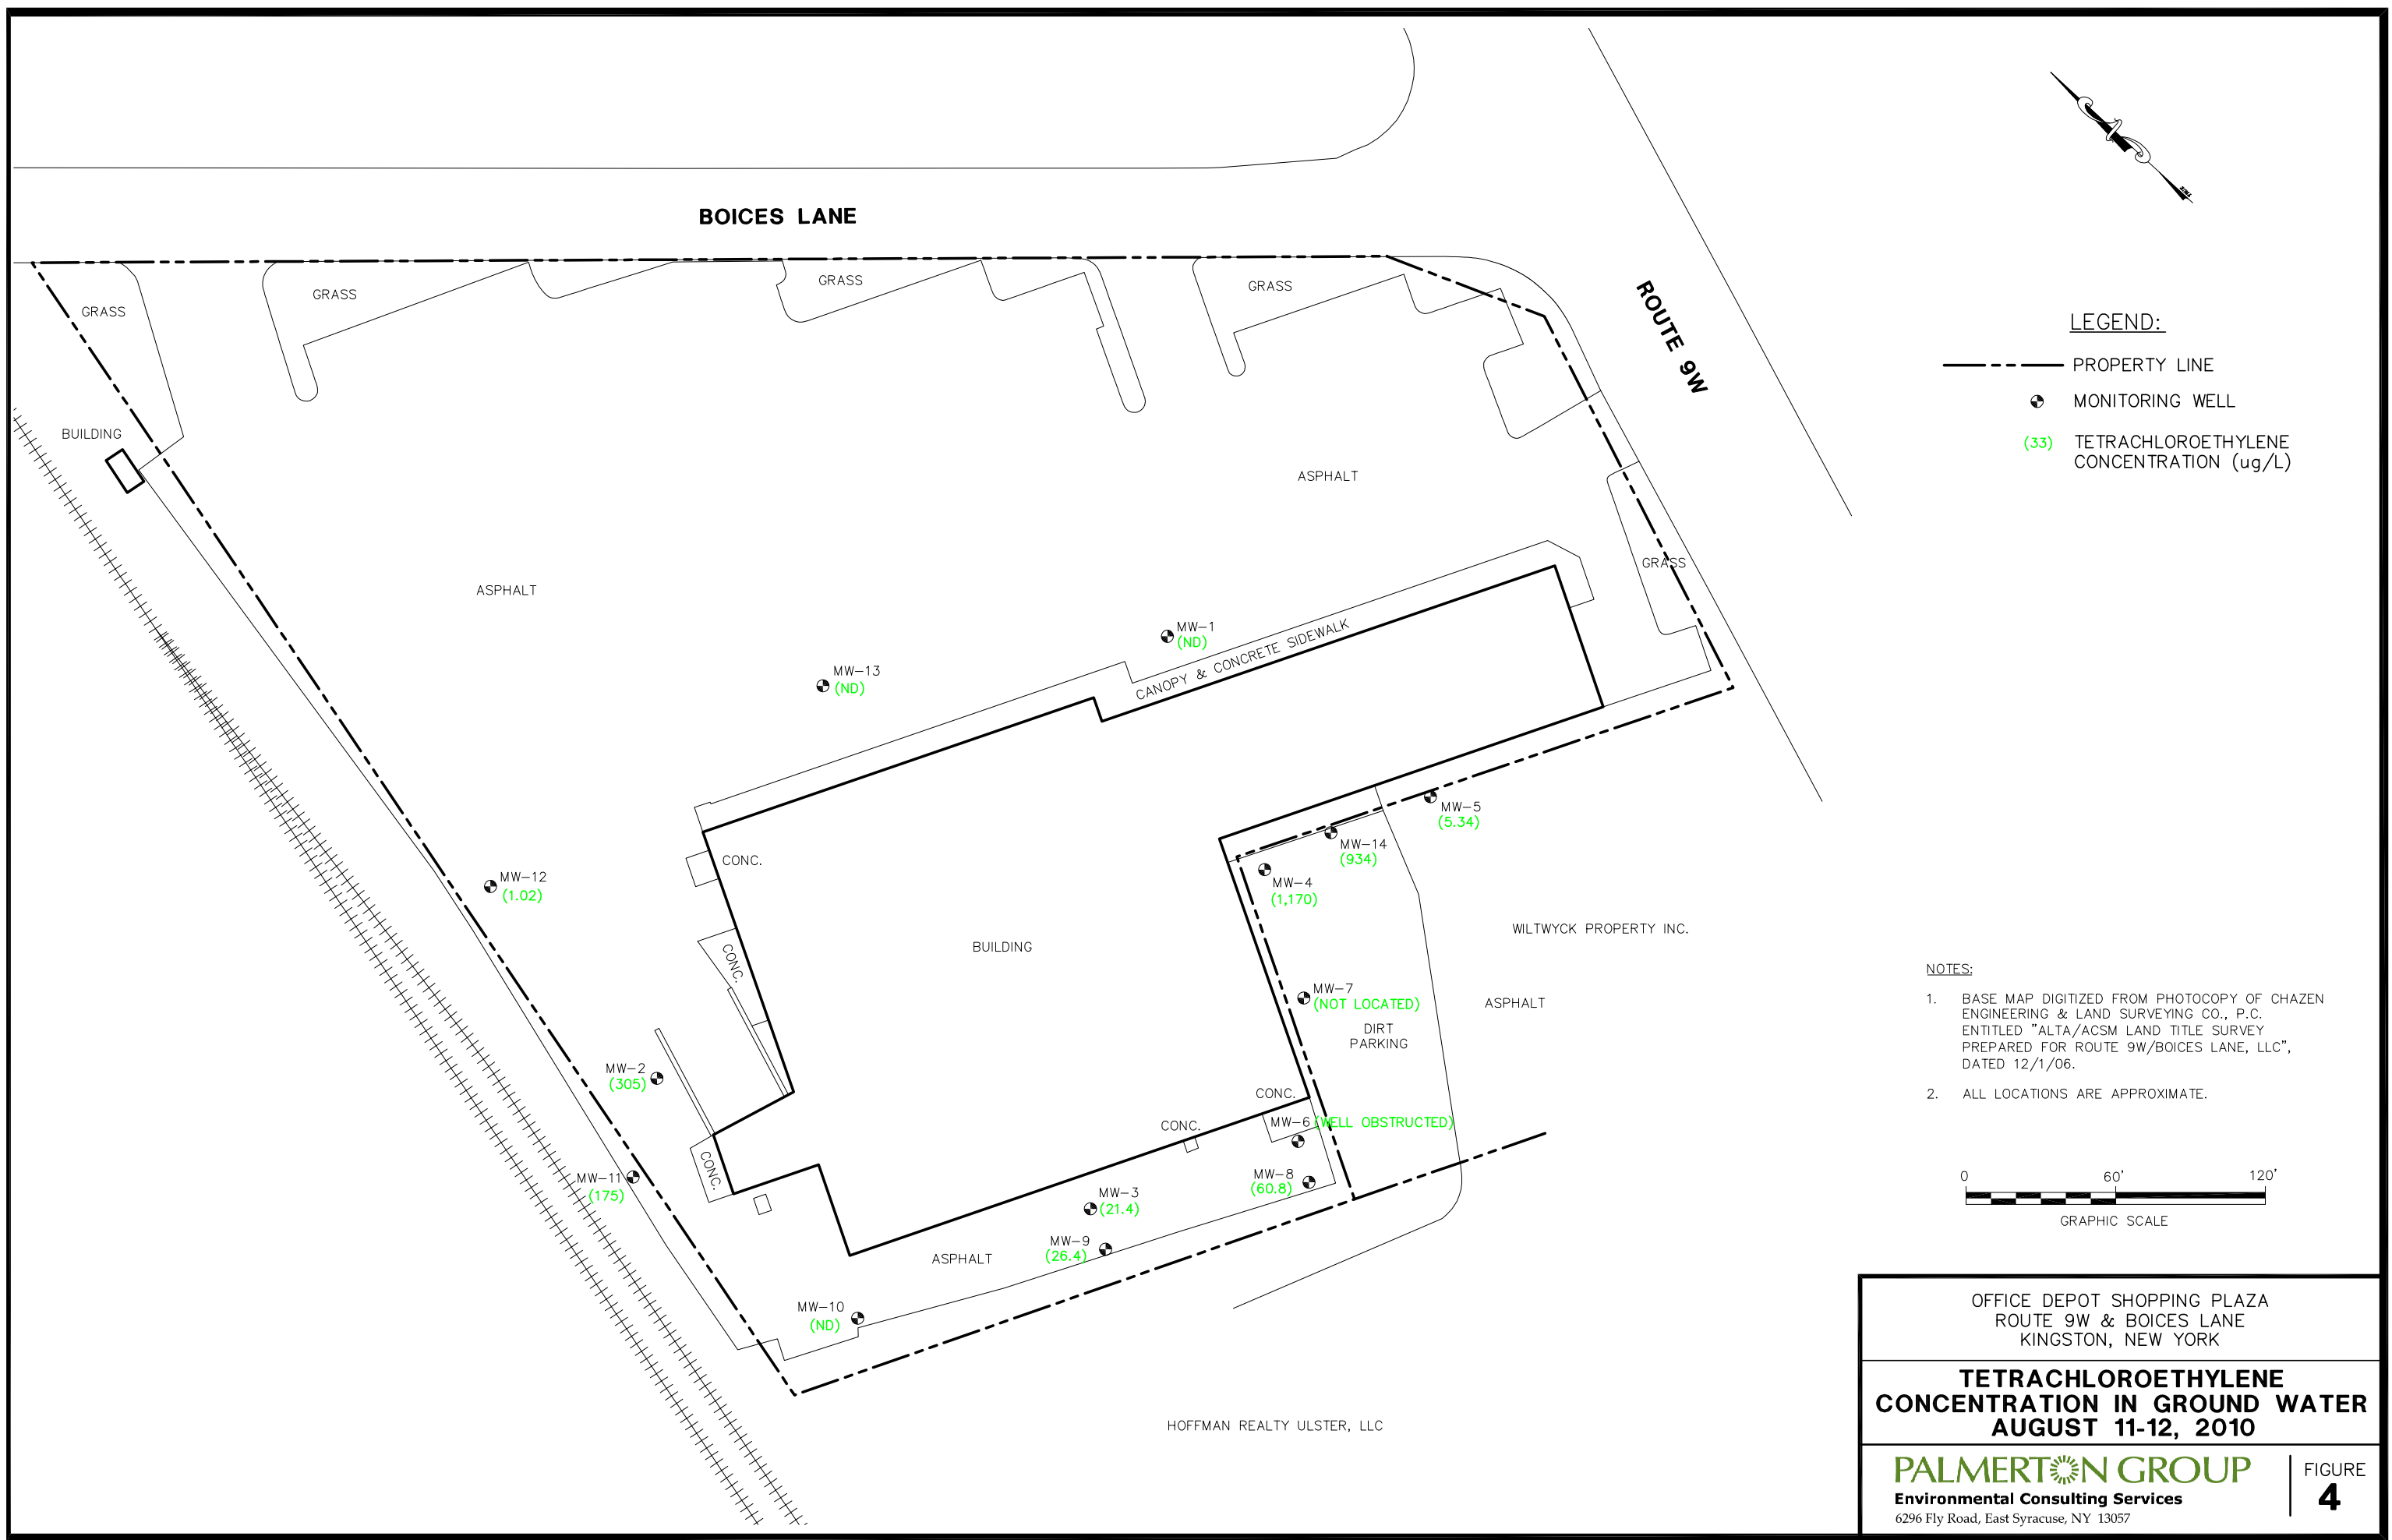 BOICES LANE
ROUTE 9W
GRASS
GRASS
GRASS
GRASS
GRASS
BUILDING
ASPHALT
ASPHALT
LEGEND:
PROPERTY LINE
MONITORING WELL
(33) TETRACHLOROETHYLENE
CONCENTRATION (ug/L)
MW-1
(ND)
CANOPY & CONCRETE SIDEWALK
MW-13
(ND)
MW-5
(5.34)
MW-14
(934)
MW-4
(1,170)
CONC.
MW-12
(1.02)
BUILDING
CONC.
WILTWYCK PROPERTY INC.
MW-7
(NOT LOCATED)
ASPHALT
DIRT
PARKING
MW-2
(305)
CONC.
CONC.
MW-6 (WELL OBSTRUCTED)
CONC.
MW-11
(175)
MW-8
(60.8)
MW-3
(21.4)
MW-9
(26.4)
ASPHALT
MW-10
(ND)
HOFFMAN REALTY ULSTER, LLC
NOTES:
1. BASE MAP DIGITIZED FROM PHOTOCOPY OF CHAZEN
ENGINEERING & LAND SURVEYING CO., P.C.
ENTITLED "ALTA/ACSM LAND TITLE SURVEY
PREPARED FOR ROUTE 9W/BOICES LANE, LLC",
DATED 12/1/06.
2. ALL LOCATIONS ARE APPROXIMATE.
0 60' 120'
GRAPHIC SCALE
OFFICE DEPOT SHOPPING PLAZA
ROUTE 9W & BOICES LANE
KINGSTON, NEW YORK
TETRACHLOROETHYLENE
CONCENTRATION IN GROUND WATER
AUGUST 11-12, 2010
PALMERTON GROUP
Environmental Consulting Services
6296 Fly Road, East Syracuse, NY 13057
FIGURE
4